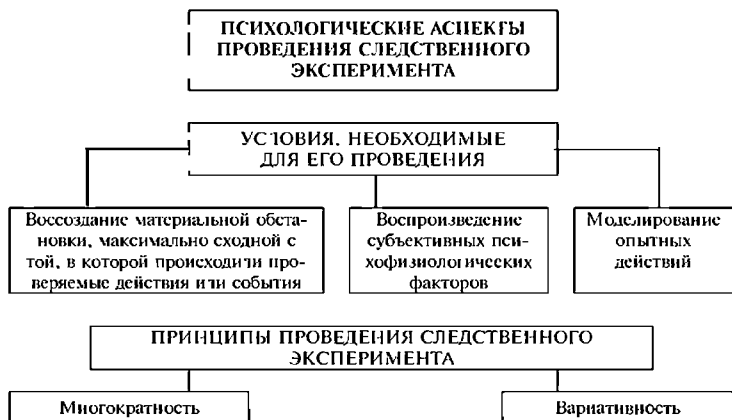 ПСИХОЛОГИЧЕСКИЕ АСПЕКТЫ
ПРОВЕДЕНИЯ СЛЕДСТВЕННОГО
ЭКСПЕРИМЕНТА
УСЛОВИЯ, НЕОБХОДИМЫЕ
ДЛЯ ЕГО ПРОВЕДЕНИЯ
Воссоздание материальной обста-
новки, максимально сходной с
той, в которой происходили про-
веряемые действия или события
Воспроизведение
субъективных пси-
хофизиологических
факторов
Моделирование
опытных
действий
ПРИНЦИПЫ ПРОВЕДЕНИЯ СЛЕДСТВЕННОГО
ЭКСПЕРИМЕНТА
Многократность
Вариативность